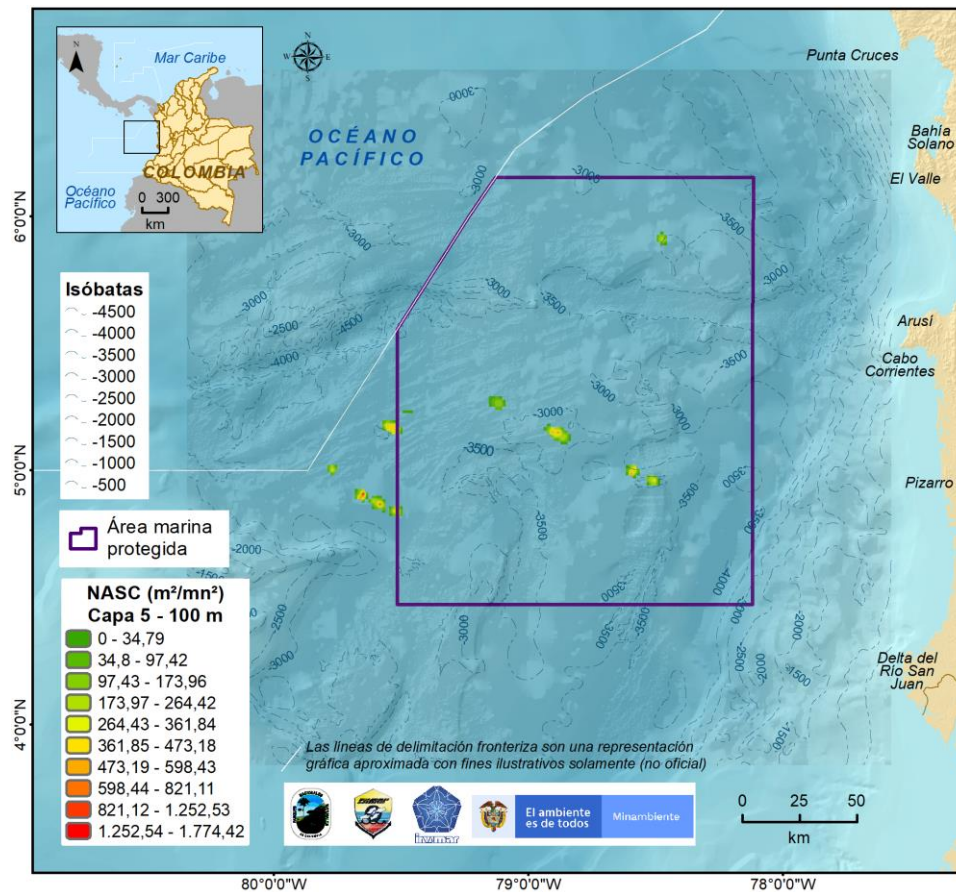 Mar Caribe
COLOMBIA
Océano
Pacífico
0 300
km
N
W E
S
OCÉANO
PACÍFICO
Punta Cruces
Bahía
Solano
El Valle
Arusí
Cabo
Corrientes
Pizarro
Delta del
Río San
Juan
6°0'0"N
5°0'0"N
4°0'0"N
Isóbatas
-4500
-4000
-3500
-3000
-2500
-2000
-1500
-1000
-500
Área marina
protegida
NASC (m²/mn²)
Capa 5 - 100 m
0 - 34,79
34,8 - 97,42
97,43 - 173,96
173,97 - 264,42
264,43 - 361,84
361,85 - 473,18
473,19 - 598,43
598,44 - 821,11
821,12 - 1.252,53
1.252,54 - 1.774,42
Las líneas de delimitación fronteriza son una representación
gráfica aproximada con fines ilustrativos solamente (no oficial)
invemar
El ambiente
es de todos
Minambiente
0 25 50
km
80°0'0"W
79°0'0"W
78°0'0"W